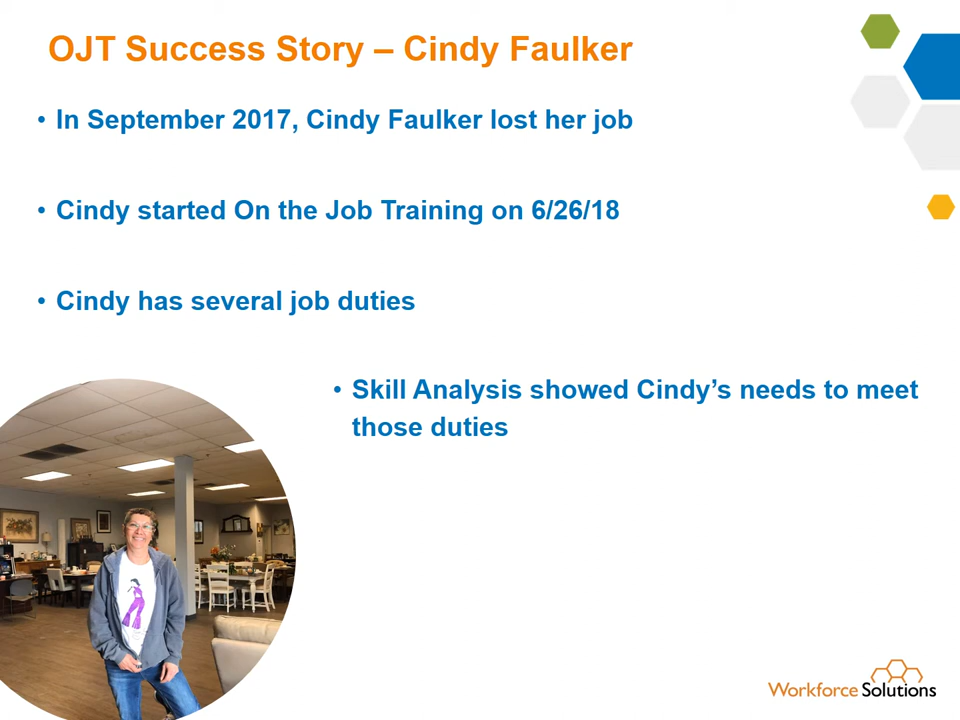 OJT Success Story – Cindy Faulker
• In September 2017, Cindy Faulker lost her job
• Cindy started On the Job Training on 6/26/18
• Cindy has several job duties
• Skill Analysis showed Cindy’s needs to meet
those duties
Workforce Solutions